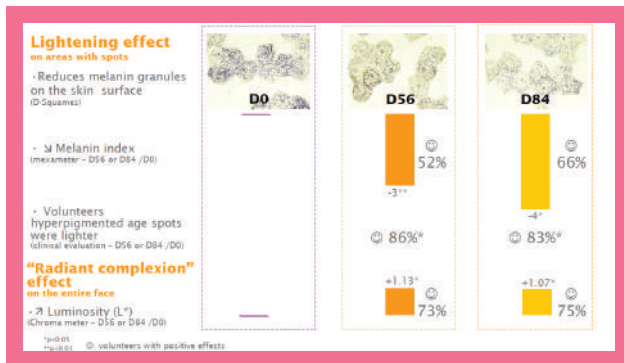 Lightening effect
on areas with spots
· Reduces melanin granules
on the skin surface
(D-Squames)
D0
D56
D84
· ↘ Melanin index
(mexameter – D56 or D84 /D0)
☺
52%
☺
66%
-3**
-4*
· Volunteers
hyperpigmented age spots
were lighter
(clinical evaluation – D56 or D84 /D0)
☺ 86%*
☺ 83%*
“Radiant complexion”
effect
on the entire face
+1.13*
+1.07*
· ↗ Luminosity (L*)
(Chroma meter – D56 or D84 /D0)
☺
73%
☺
75%
*p<0.05
**p<0.01
☺: volunteers with positive effects